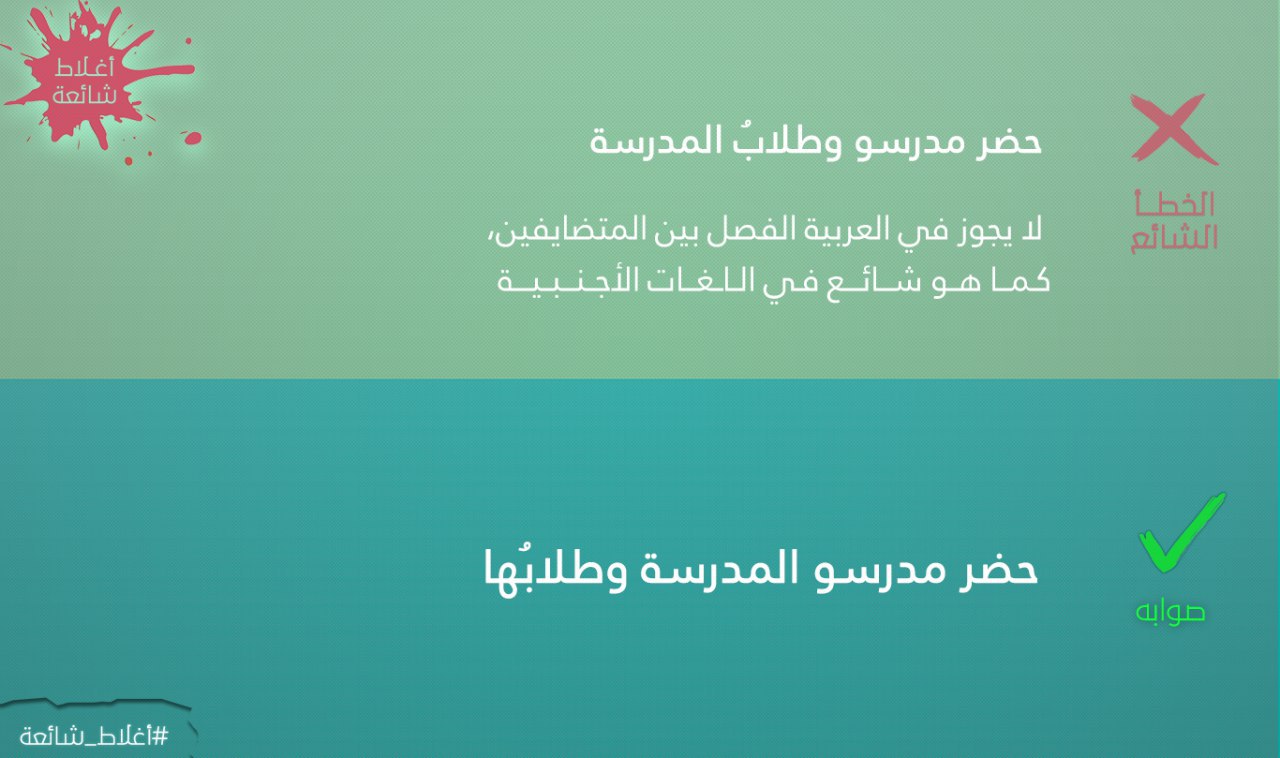 أغلاط
شائعة
حضر مدرسو وطلابُ المدرسة
الخطأ
الشائع
لا يجوز في العربية الفصل بين المتضايفين،
كما هو شائع في اللغات الأجنبية
حضر مدرسو المدرسة وطلابُها
صوابه
#أغلاط_شائعة